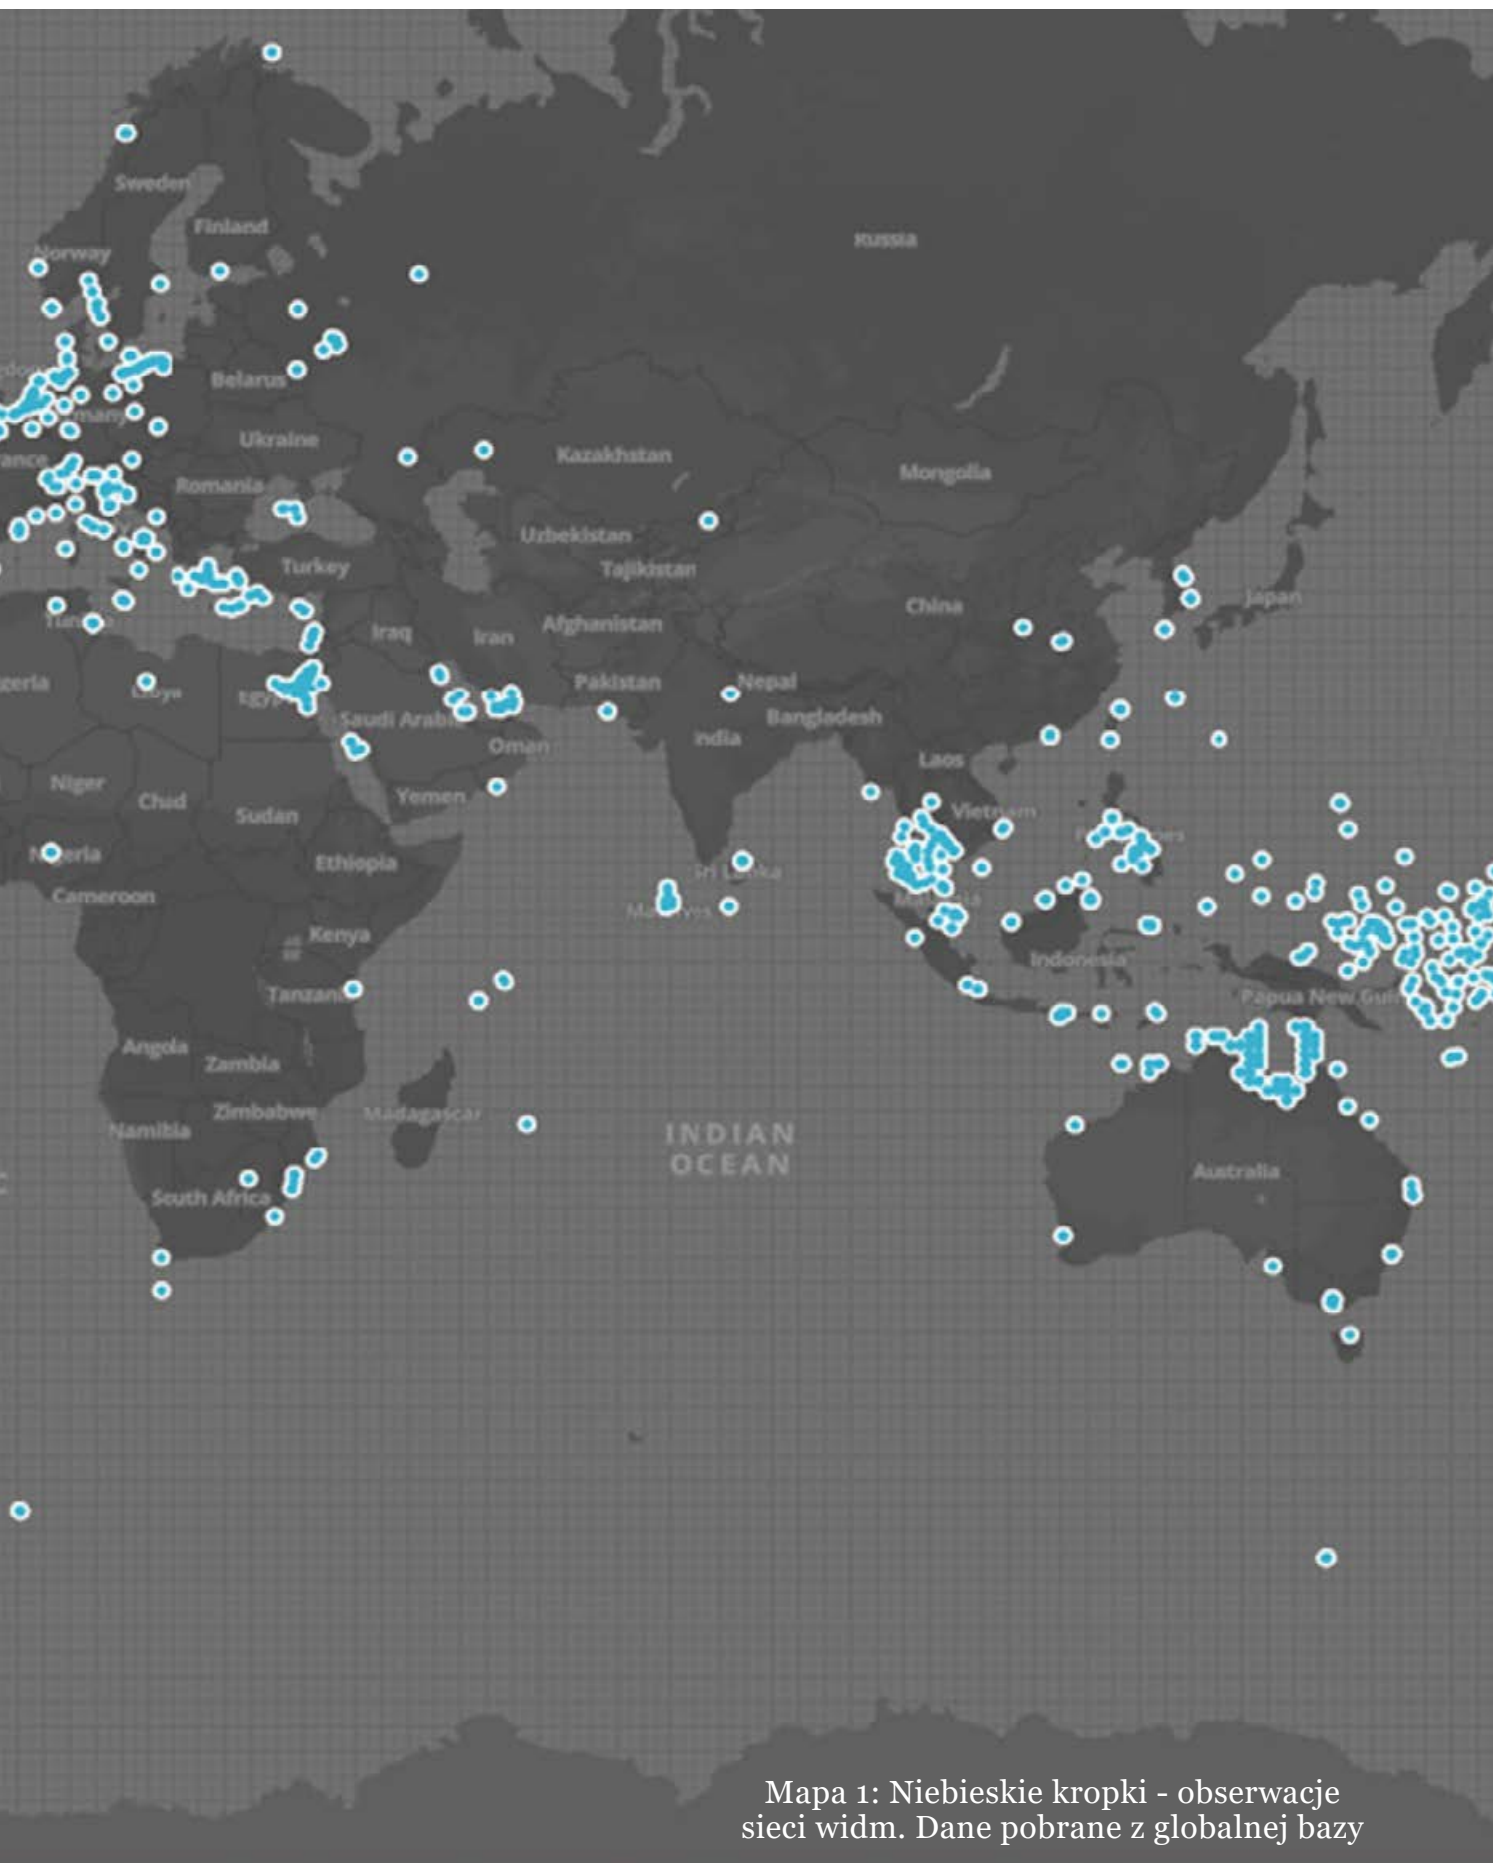 Sweden
Finland
Norway
Russia
Belarus
Ukraine
Kazakhstan
Mongolia
Romania
Uzbekistan
Turkey
Tajikistan
China
Japan
Afghanistan
Iraq
Iran
Pakistan
Nepal
Saudi
Bangladesh
India
Oman
Laos
Niger
Chad
Sudan
Yemen
Vietnam
Ethiopia
Cameroon
Kenya
Indonesia
Papua New
Angola
Zambia
Zimbabwe
Madagascar
Namibia
INDIAN
OCEAN
Australia
South Africa
Mapa 1: Niebieskie kropki - obserwacje
sieci widm. Dane pobrane z globalnej bazy